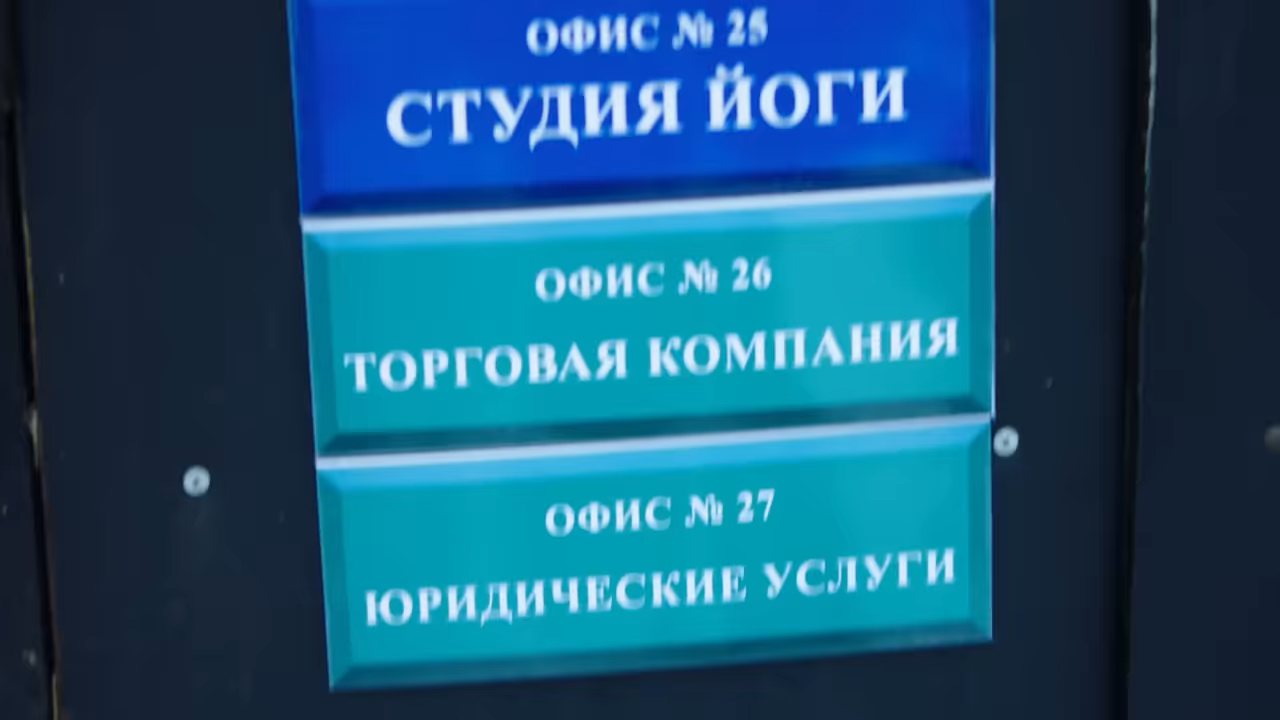 ОФИС № 25
СТУДИЯ ЙОГИ
ОФИС № 26
ТОРГОВАЯ КОМПАНИЯ
ОФИС № 27
ЮРИДИЧЕСКИЕ УСЛУГИ